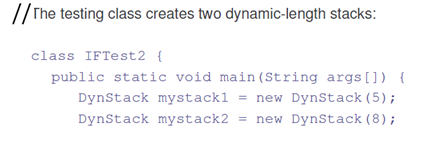 //The testing class creates two dynamic-length stacks:
class IFTest2 {
public static void main(String args[]) {
DynStack mystack1 = new DynStack(5);
DynStack mystack2 = new DynStack(8);